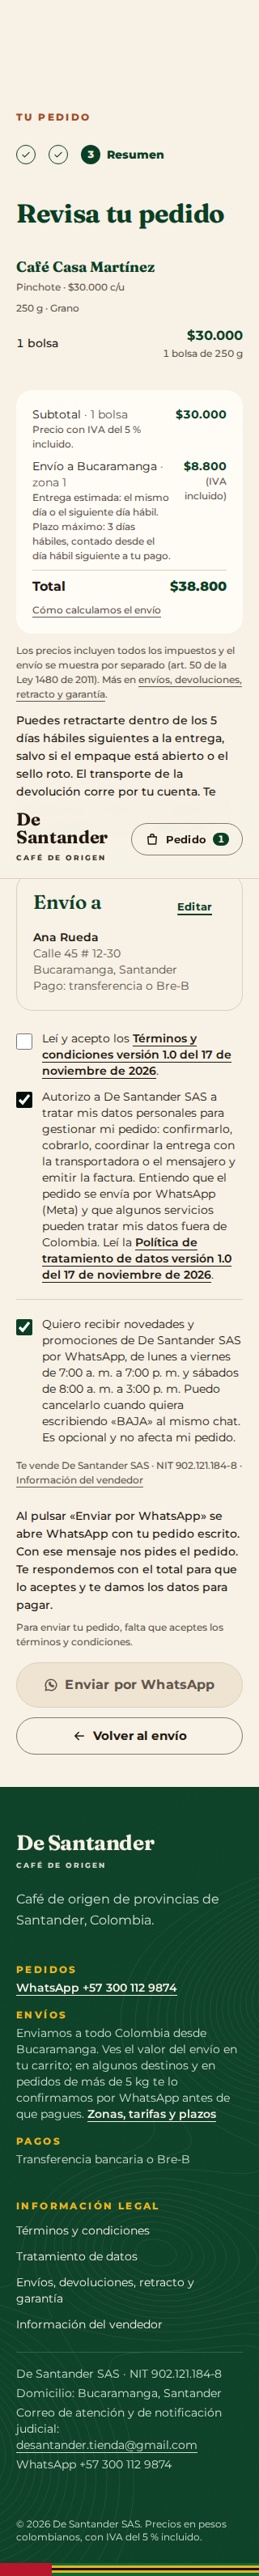 TU PEDIDO
3 Resumen
Revisa tu pedido
Café Casa Martínez
Pinchote · $30.000 c/u
250 g · Grano
1 bolsa
$30.000
1 bolsa de 250 g
Subtotal · 1 bolsa $30.000
Precio con IVA del 5 %
incluido.
Envío a Bucaramanga · $8.800
zona 1 (IVA
incluido)
Entrega estimada: el mismo
día o el siguiente día hábil.
Plazo máximo: 3 días
hábiles, contado desde el
día hábil siguiente a tu pago.
Total $38.800
Cómo calculamos el envío
Los precios incluyen todos los impuestos y el
envío se muestra por separado (art. 50 de la
Ley 1480 de 2011). Más en envíos, devoluciones,
retracto y garantía.
Puedes retractarte dentro de los 5
días hábiles siguientes a la entrega,
salvo si el empaque está abierto o el
sello roto. El transporte de la
devolución corre por tu cuenta. Te
De
Santander
CAFÉ DE ORIGEN
Pedido 1
Envío a
Editar
Ana Rueda
Calle 45 # 12-30
Bucaramanga, Santander
Pago: transferencia o Bre-B
Leí y acepto los Términos y
condiciones versión 1.0 del 17 de
noviembre de 2026.
Autorizo a De Santander SAS a
tratar mis datos personales para
gestionar mi pedido: confirmarlo,
cobrarlo, coordinar la entrega con
la transportadora o el mensajero y
emitir la factura. Entiendo que el
pedido se envía por WhatsApp
(Meta) y que algunos servicios
pueden tratar mis datos fuera de
Colombia. Leí la Política de
tratamiento de datos versión 1.0
del 17 de noviembre de 2026.
Quiero recibir novedades y
promociones de De Santander SAS
por WhatsApp, de lunes a viernes
de 7:00 a. m. a 7:00 p. m. y sábados
de 8:00 a. m. a 3:00 p. m. Puedo
cancelarlo cuando quiera
escribiendo «BAJA» al mismo chat.
Es opcional y no afecta mi pedido.
Te vende De Santander SAS · NIT 902.121.184-8 ·
Información del vendedor
Al pulsar «Enviar por WhatsApp» se
abre WhatsApp con tu pedido escrito.
Con ese mensaje nos pides el pedido.
Te respondemos con el total para que
lo aceptes y te damos los datos para
pagar.
Para enviar tu pedido, falta que aceptes los
términos y condiciones.
Enviar por WhatsApp
Volver al envío
De Santander
CAFÉ DE ORIGEN
Café de origen de provincias de
Santander, Colombia.
PEDIDOS
WhatsApp +57 300 112 9874
ENVÍOS
Enviamos a todo Colombia desde
Bucaramanga. Ves el valor del envío en
tu carrito; en algunos destinos y en
pedidos de más de 5 kg te lo
confirmamos por WhatsApp antes de
que pagues. Zonas, tarifas y plazos
PAGOS
Transferencia bancaria o Bre-B
INFORMACIÓN LEGAL
Términos y condiciones
Tratamiento de datos
Envíos, devoluciones, retracto y
garantía
Información del vendedor
De Santander SAS · NIT 902.121.184-8
Domicilio: Bucaramanga, Santander
Correo de atención y de notificación
judicial:
desantander.tienda@gmail.com
WhatsApp +57 300 112 9874
© 2026 De Santander SAS. Precios en pesos
colombianos, con IVA del 5 % incluido.